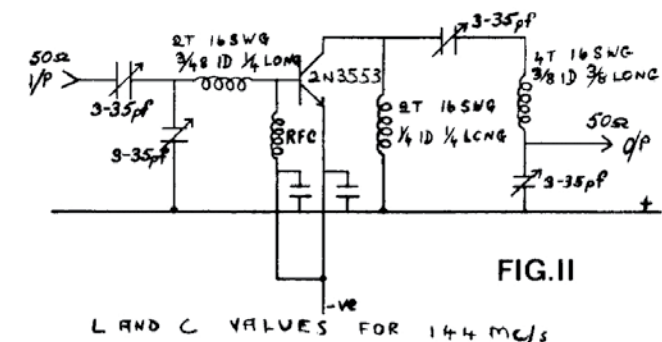 50Ω
I/P
3-35pf
3-35pf
2T 16SWG
3/48 ID 1/4 LONG
RFC
2N3553
2T 16SWG
1/4 ID 1/4 LONG
3-35pf
4T 16SWG
3/8 ID 3/8 LONG
50Ω
O/P
3-35pf
+
-ve
FIG.II
L AND C VALUES FOR 144 Mc/s